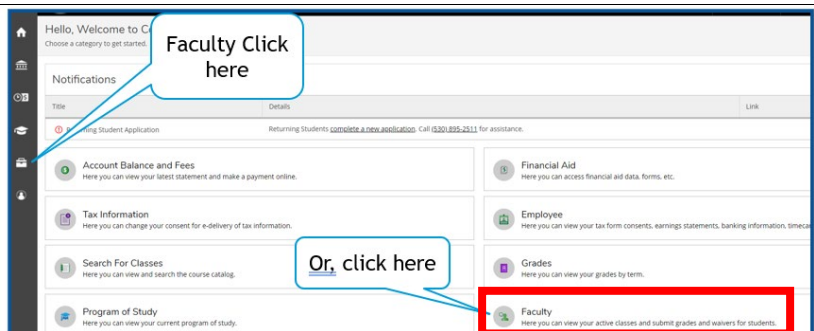 Hello, Welcome to C
Choose a category to get started.
Faculty Click
here
Notifications
Title Details Link
Returning Student Application Returning Students complete a new application. Call (530) 895-2511 for assistance.
Account Balance and Fees
Here you can view your latest statement and make a payment online.
Financial Aid
Here you can access financial aid data, forms, etc.
Tax Information
Here you can change your consent for e-delivery of tax information.
Employee
Here you can view your tax form consents, earnings statements, banking information, timecar
Search For Classes
Here you can view and search the course catalog.
Or, click here
Grades
Here you can view your grades by term.
Program of Study
Here you can view your current program of study.
Faculty
Here you can view your active classes and submit grades and waivers for students.